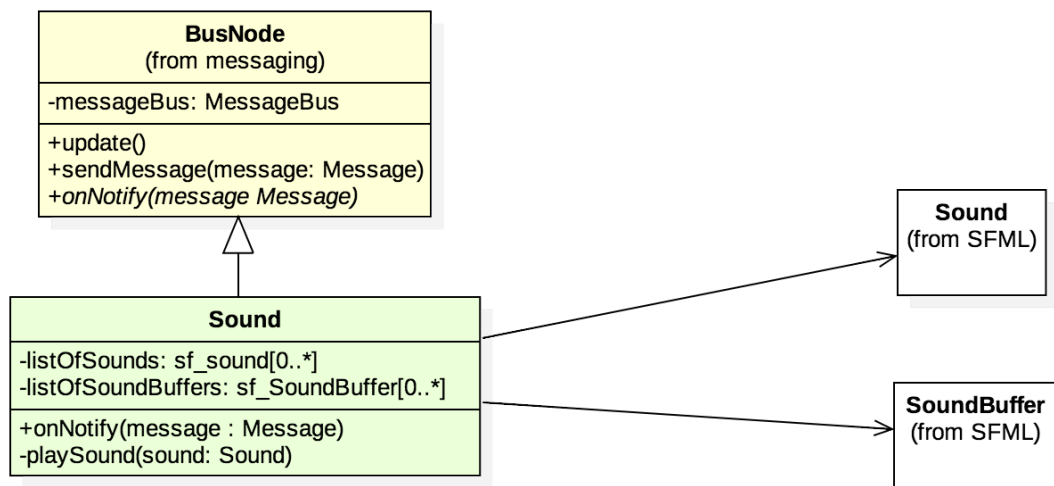 BusNode
(from messaging)
-messageBus: MessageBus
+update()
+sendMessage(message: Message)
+onNotify(message Message)
Sound
-listOfSounds: sf_sound[0..*]
-listOfSoundBuffers: sf_SoundBuffer[0..*]
+onNotify(message : Message)
-playSound(sound: Sound)
Sound
(from SFML)
SoundBuffer
(from SFML)